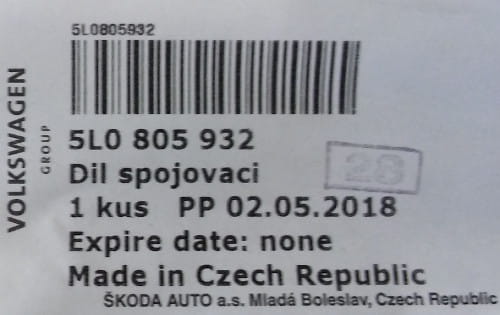 5L0805932
VOLKSWAGEN
GROUP
5L0 805 932
Dil spojovaci
28
1 kus PP 02.05.2018
Expire date: none
Made in Czech Republic
ŠKODA AUTO a.s. Mladá Boleslav, Czech Republic